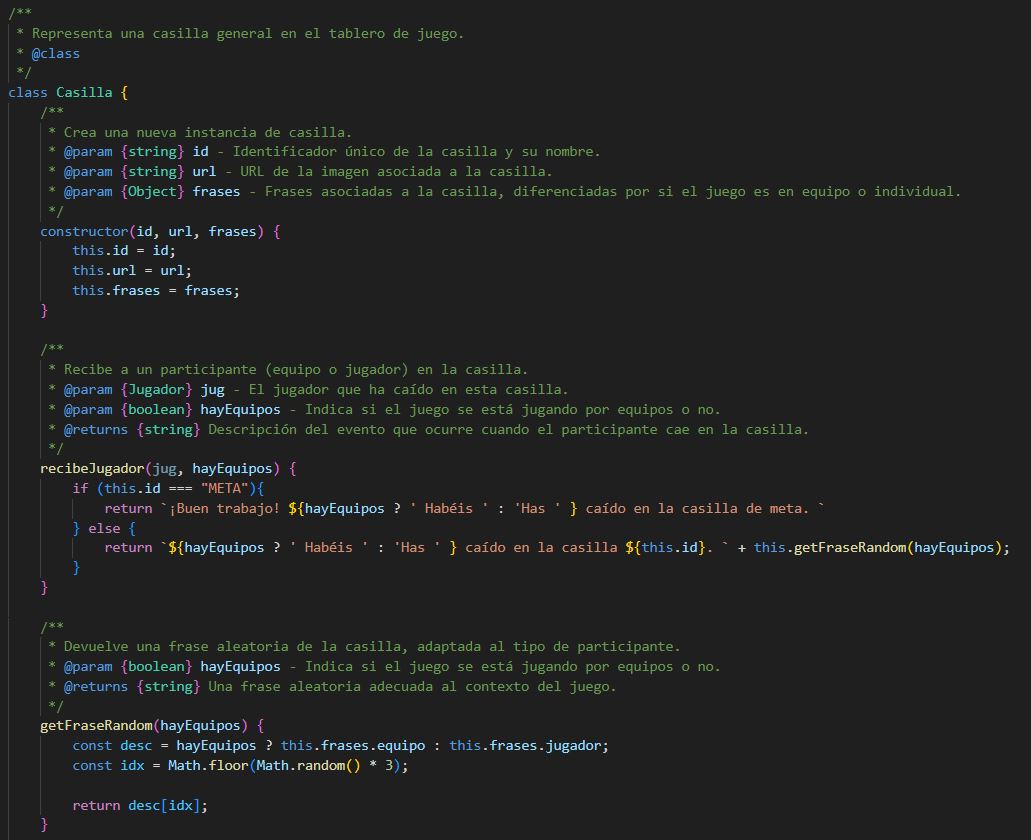 /**
 * Representa una casilla general en el tablero de juego.
 * @class
 */
class Casilla {
    /**
     * Crea una nueva instancia de casilla.
     * @param {string} id - Identificador único de la casilla y su nombre.
     * @param {string} url - URL de la imagen asociada a la casilla.
     * @param {Object} frases - Frases asociadas a la casilla, diferenciadas por si el juego es en equipo o individual.
     */
    constructor(id, url, frases) {
        this.id = id;
        this.url = url;
        this.frases = frases;
    }

    /**
     * Recibe a un participante (equipo o jugador) en la casilla.
     * @param {Jugador} jug - El jugador que ha caído en esta casilla.
     * @param {boolean} hayEquipos - Indica si el juego se está jugando por equipos o no.
     * @returns {string} Descripción del evento que ocurre cuando el participante cae en la casilla.
     */
    recibeJugador(jug, hayEquipos) {
        if (this.id === "META"){
            return `¡Buen trabajo! ${hayEquipos ? ' Habéis ' : 'Has ' } caído en la casilla de meta. `
        } else {
            return `${hayEquipos ? ' Habéis ' : 'Has ' } caído en la casilla ${this.id}. ` + this.getFraseRandom(hayEquipos);
        }
    }

    /**
     * Devuelve una frase aleatoria de la casilla, adaptada al tipo de participante.
     * @param {boolean} hayEquipos - Indica si el juego se está jugando por equipos o no.
     * @returns {string} Una frase aleatoria adecuada al contexto del juego.
     */
    getFraseRandom(hayEquipos) {
        const desc = hayEquipos ? this.frases.equipo : this.frases.jugador;
        const idx = Math.floor(Math.random() * 3);

        return desc[idx];
    }